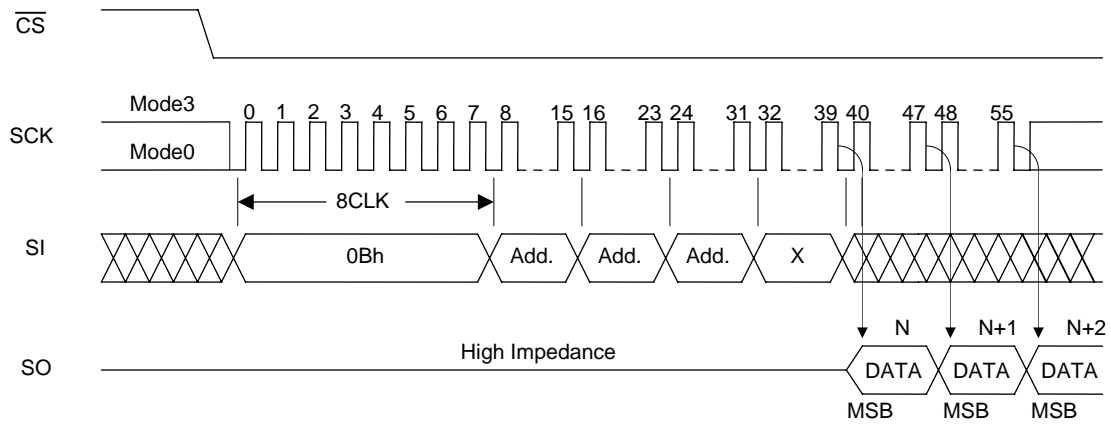 CS
Mode3
SCK
Mode0
0 1 2 3 4 5 6 7 8 15 16 23 24 31 32 39 40 47 48 55
8CLK
SI
0Bh Add. Add. Add. X
N N+1 N+2
High Impedance
SO
DATA DATA DATA
MSB MSB MSB